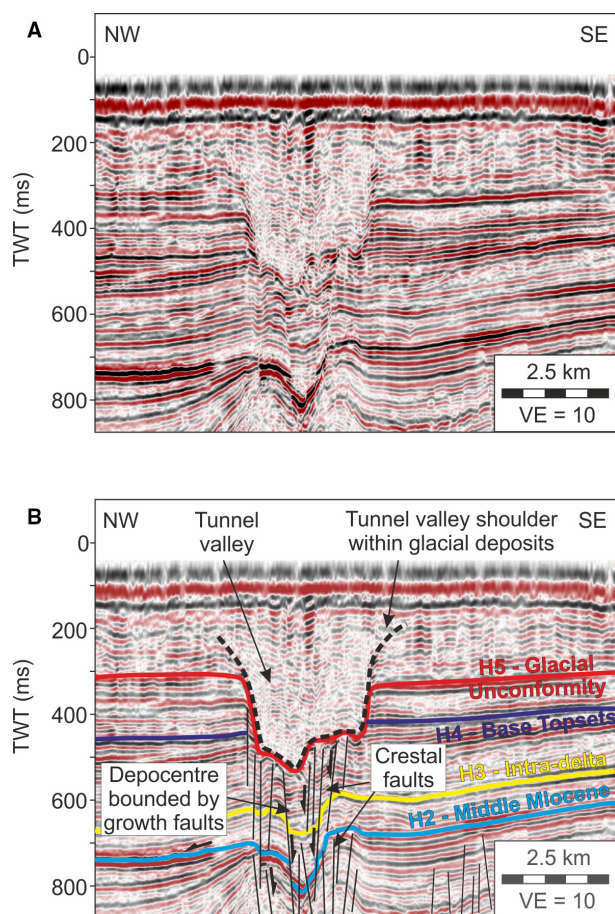 A
NW
SE
0
200
400
600
800
TWT (ms)
2.5 km
VE = 10
B
NW
SE
Tunnel
valley
Tunnel valley shoulder
within glacial deposits
0
200
400
600
800
TWT (ms)
H5 - Glacial
Unconformity
H4 - Base Topsets
Depocentre
bounded by
growth faults
Crestal
faults
H3 - Intra-delta
H2 - Middle Miocene
2.5 km
VE = 10